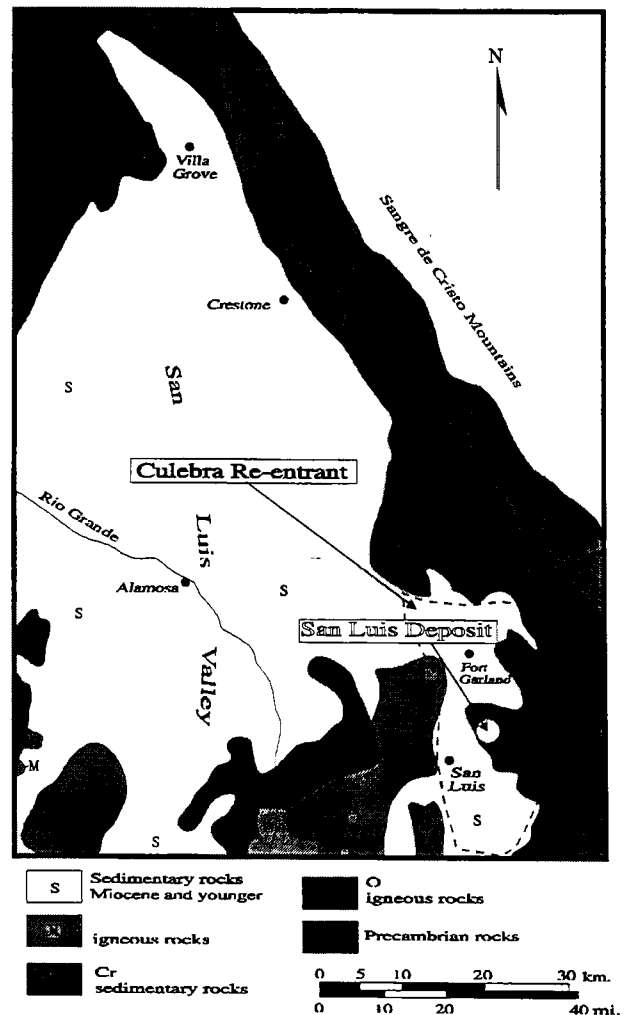 N
Villa
Grove
Sangre de Cristo Mountains
Crestone
S
San
Culebra Re-entrant
Rio Grande
Luis
Alamosa
S
S
San Luis Deposit
Fort
Garland
Valley
M
San
Luis
S
S
S Sedimentary rocks
Miocene and younger
igneous rocks
Cr
sedimentary rocks
O
igneous rocks
Precambrian rocks
0 5 10 20 30 km.
0 10 20 40 mi.